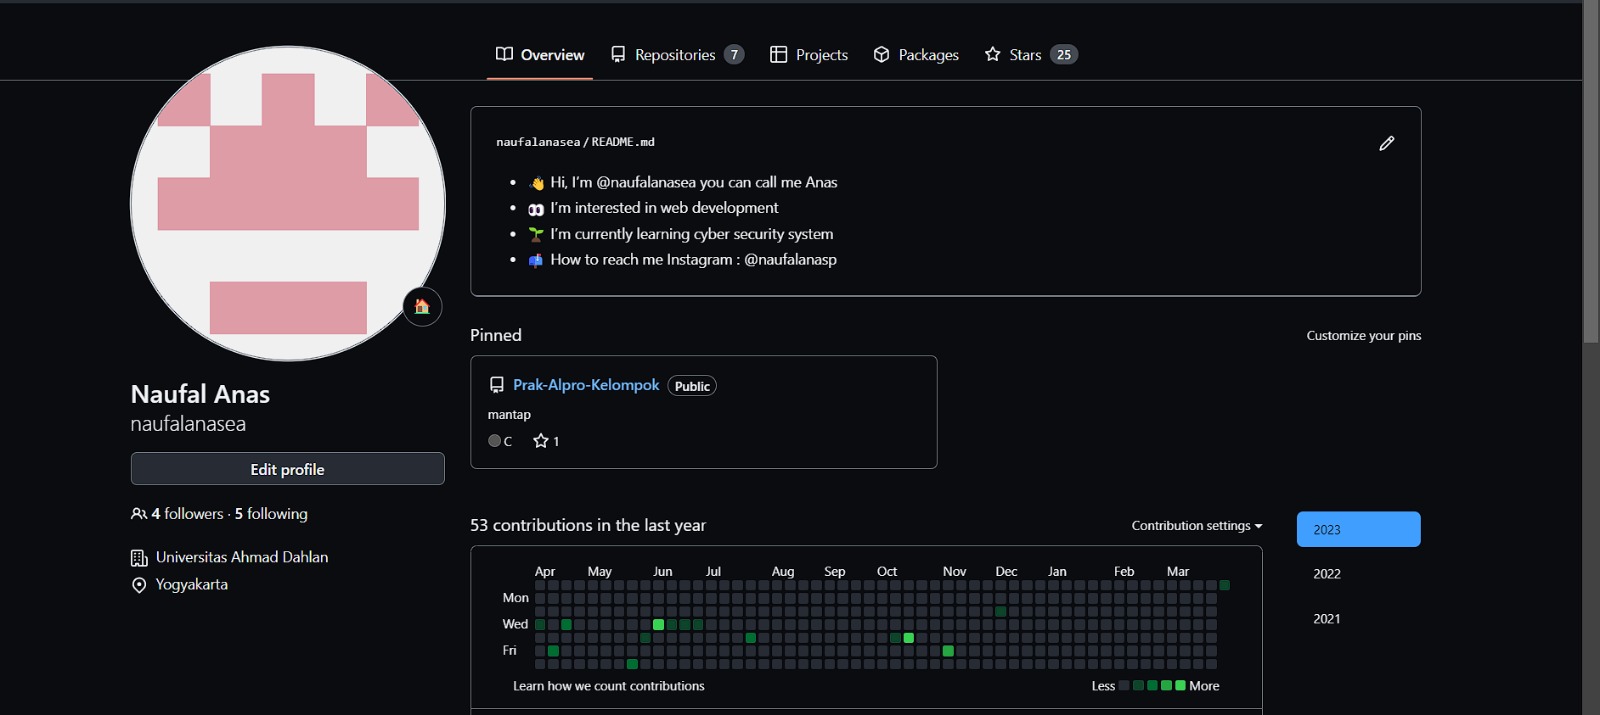 Overview Repositories 7 Projects Packages Stars 25
naufalanasea/README.md
👋 Hi, I'm @naufalanasea you can call me Anas
👀 I'm interested in web development
🌱 I'm currently learning cyber security system
📫 How to reach me Instagram : @naufalanasp
Naufal Anas
naufalanasea
Edit profile
4 followers · 5 following
Universitas Ahmad Dahlan
Yogyakarta
Pinned
Customize your pins
Prak-Alpro-Kelompok Public
mantap
C 1
53 contributions in the last year
Contribution settings
2023
2022
2021
Apr May Jun Jul Aug Sep Oct Nov Dec Jan Feb Mar
Mon
Wed
Fri
Learn how we count contributions
Less More